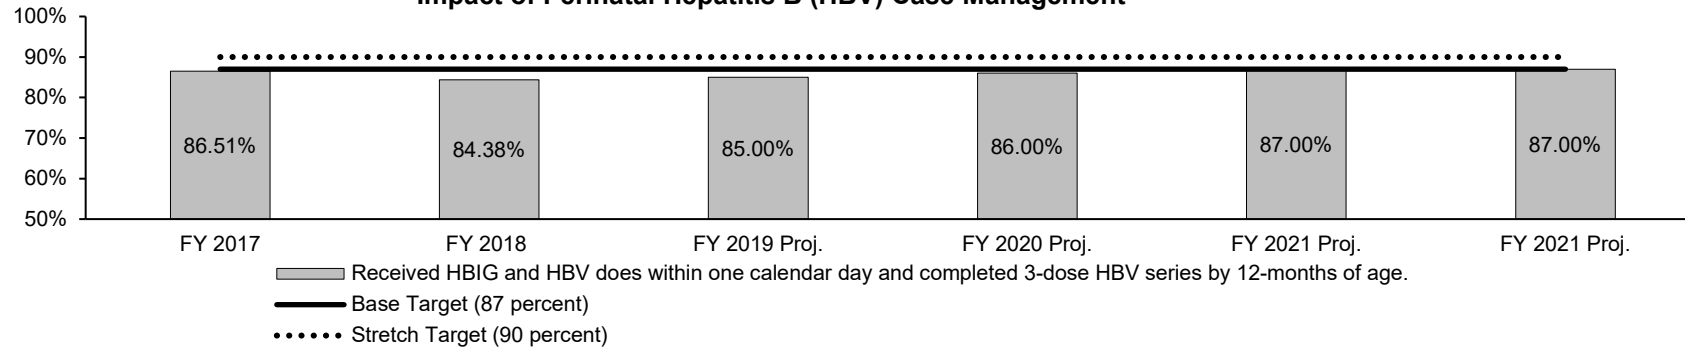 Impact of Perinatal Hepatitis B (HBV) Case Management
100%
90%
80%
70%
60%
50%
86.51%
84.38%
85.00%
86.00%
87.00%
87.00%
FY 2017
FY 2018
FY 2019 Proj.
FY 2020 Proj.
FY 2021 Proj.
FY 2021 Proj.
Received HBIG and HBV does within one calendar day and completed 3-dose HBV series by 12-months of age.
Base Target (87 percent)
Stretch Target (90 percent)